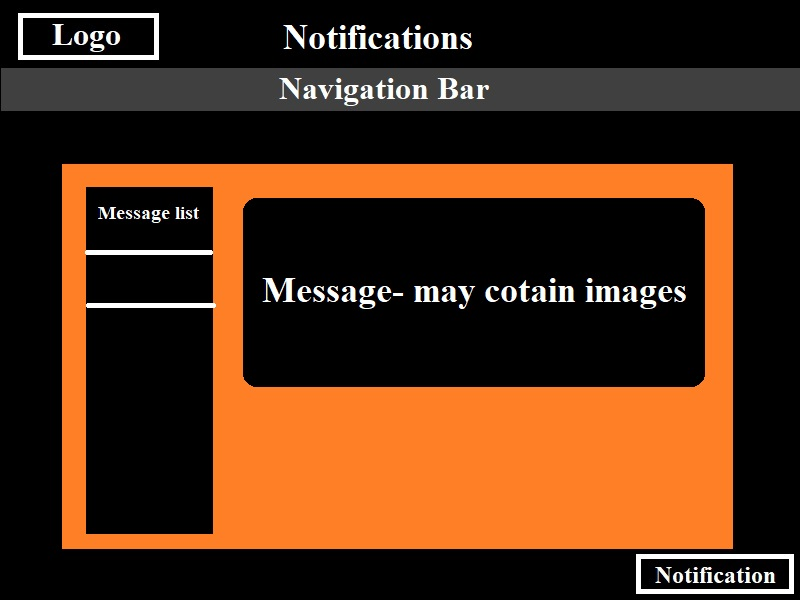 Logo
Notifications
Navigation Bar
Message list
Message- may cotain images
Notification